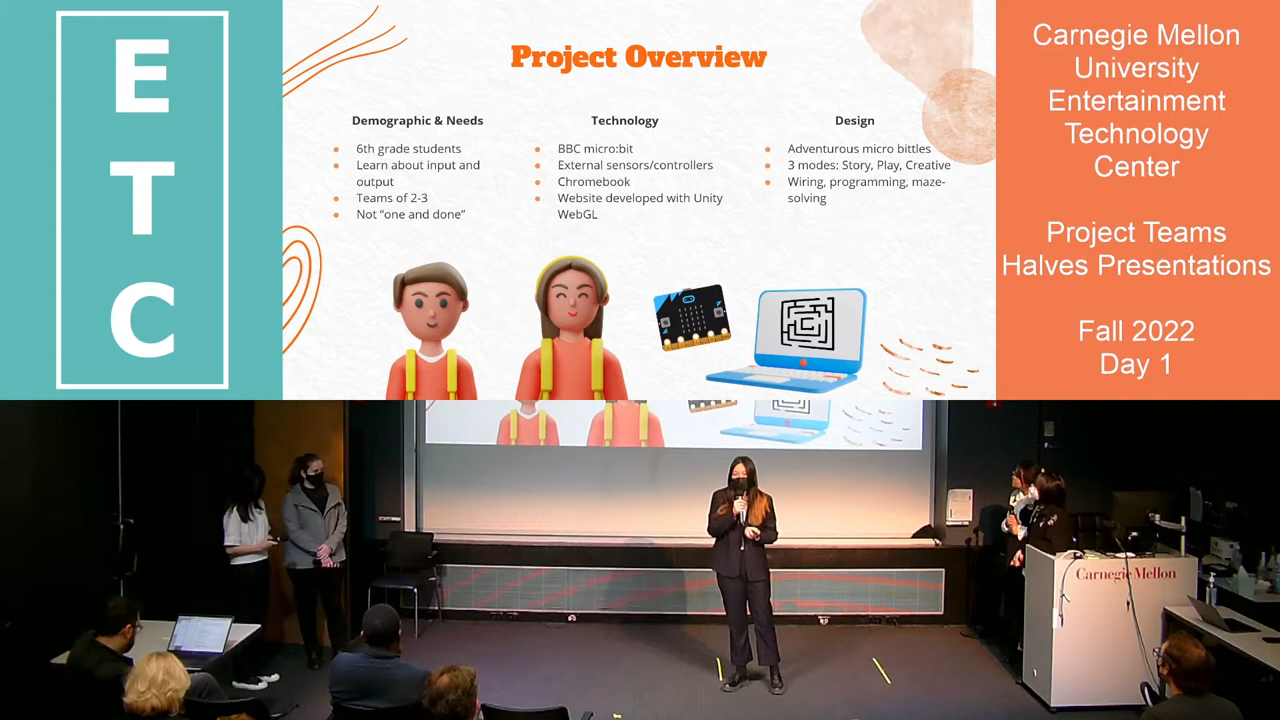 E
T
C
Project Overview
Demographic & Needs
6th grade students
Learn about input and
output
Teams of 2-3
Not “one and done”
Technology
BBC micro:bit
External sensors/controllers
Chromebook
Website developed with Unity
WebGL
Design
Adventurous micro bittles
3 modes: Story, Play, Creative
Wiring, programming, maze-
solving
Carnegie Mellon
University
Entertainment
Technology
Center
Project Teams
Halves Presentations
Fall 2022
Day 1
Carnegie Mellon